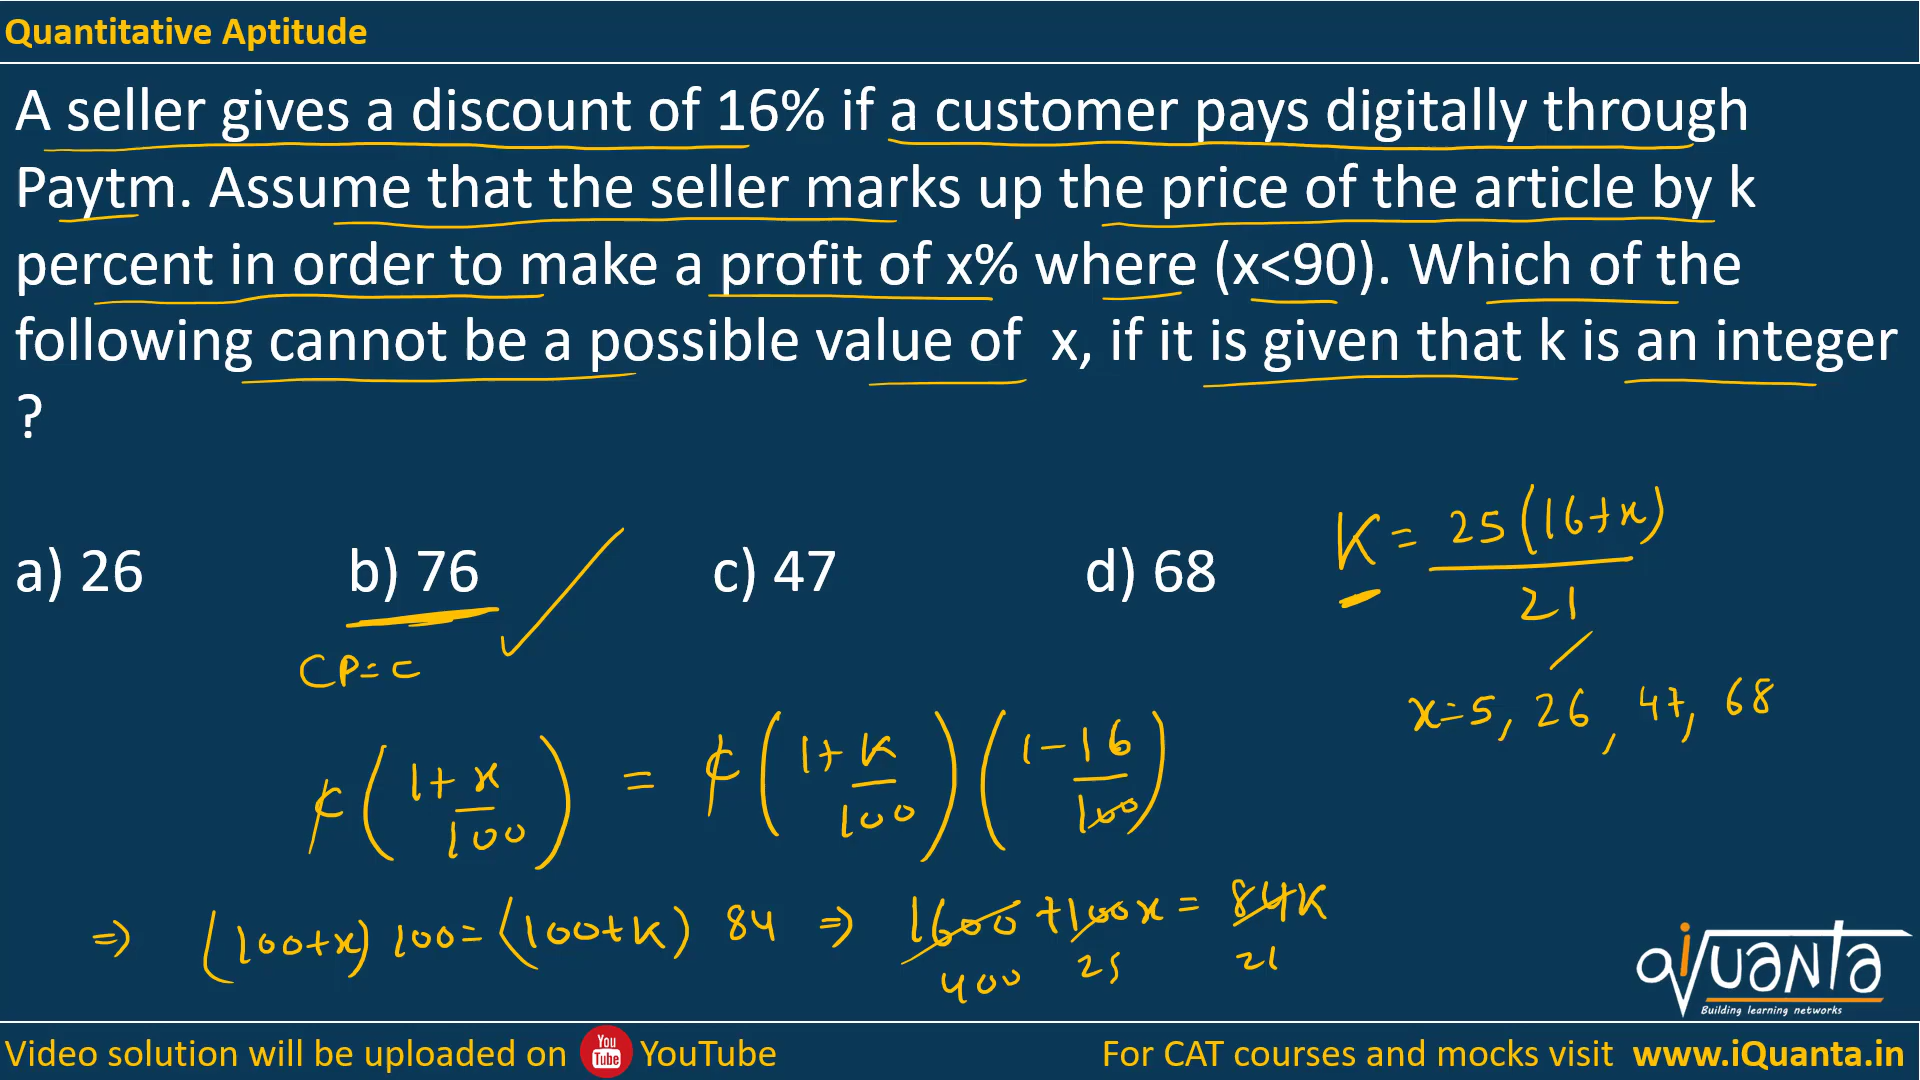 Quantitative Aptitude
A seller gives a discount of 16% if a customer pays digitally through
Paytm. Assume that the seller marks up the price of the article by k
percent in order to make a profit of x% where (x<90). Which of the
following cannot be a possible value of x, if it is given that k is an integer
?
a) 26 b) 76 c) 47 d) 68
K = 25(16+x)/21
CP = C
x=5, 26, 47, 68
C(1+x/100) = C(1+k/100)(1-16/100)
⇒ (100+x) 100 = (100+k) 84 ⇒ 1600 + 100x = 84K
400 25 21
iQuanta
Building learning networks
Video solution will be uploaded on You Tube YouTube
For CAT courses and mocks visit www.iQuanta.in